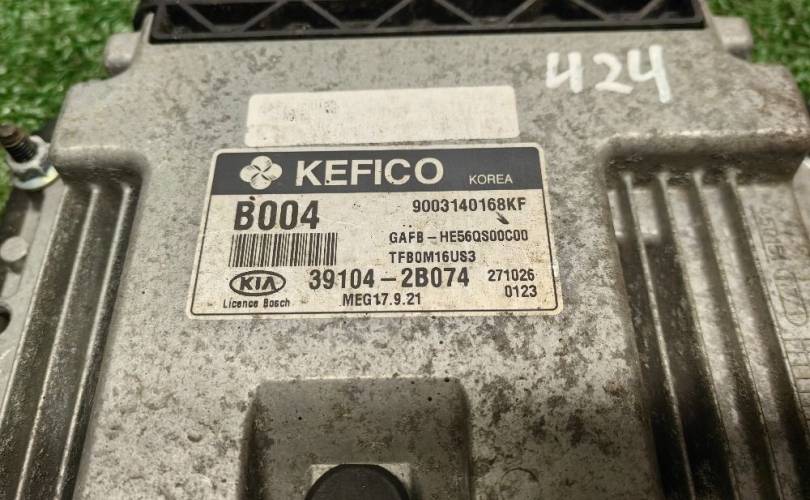 424
KEFICO KOREA
B004 9003140168KF
GAFB-HE56QS00C00
TFB0M16US3
KIA 39104-2B074 271026
Licence Bosch MEG17.9.21 0123